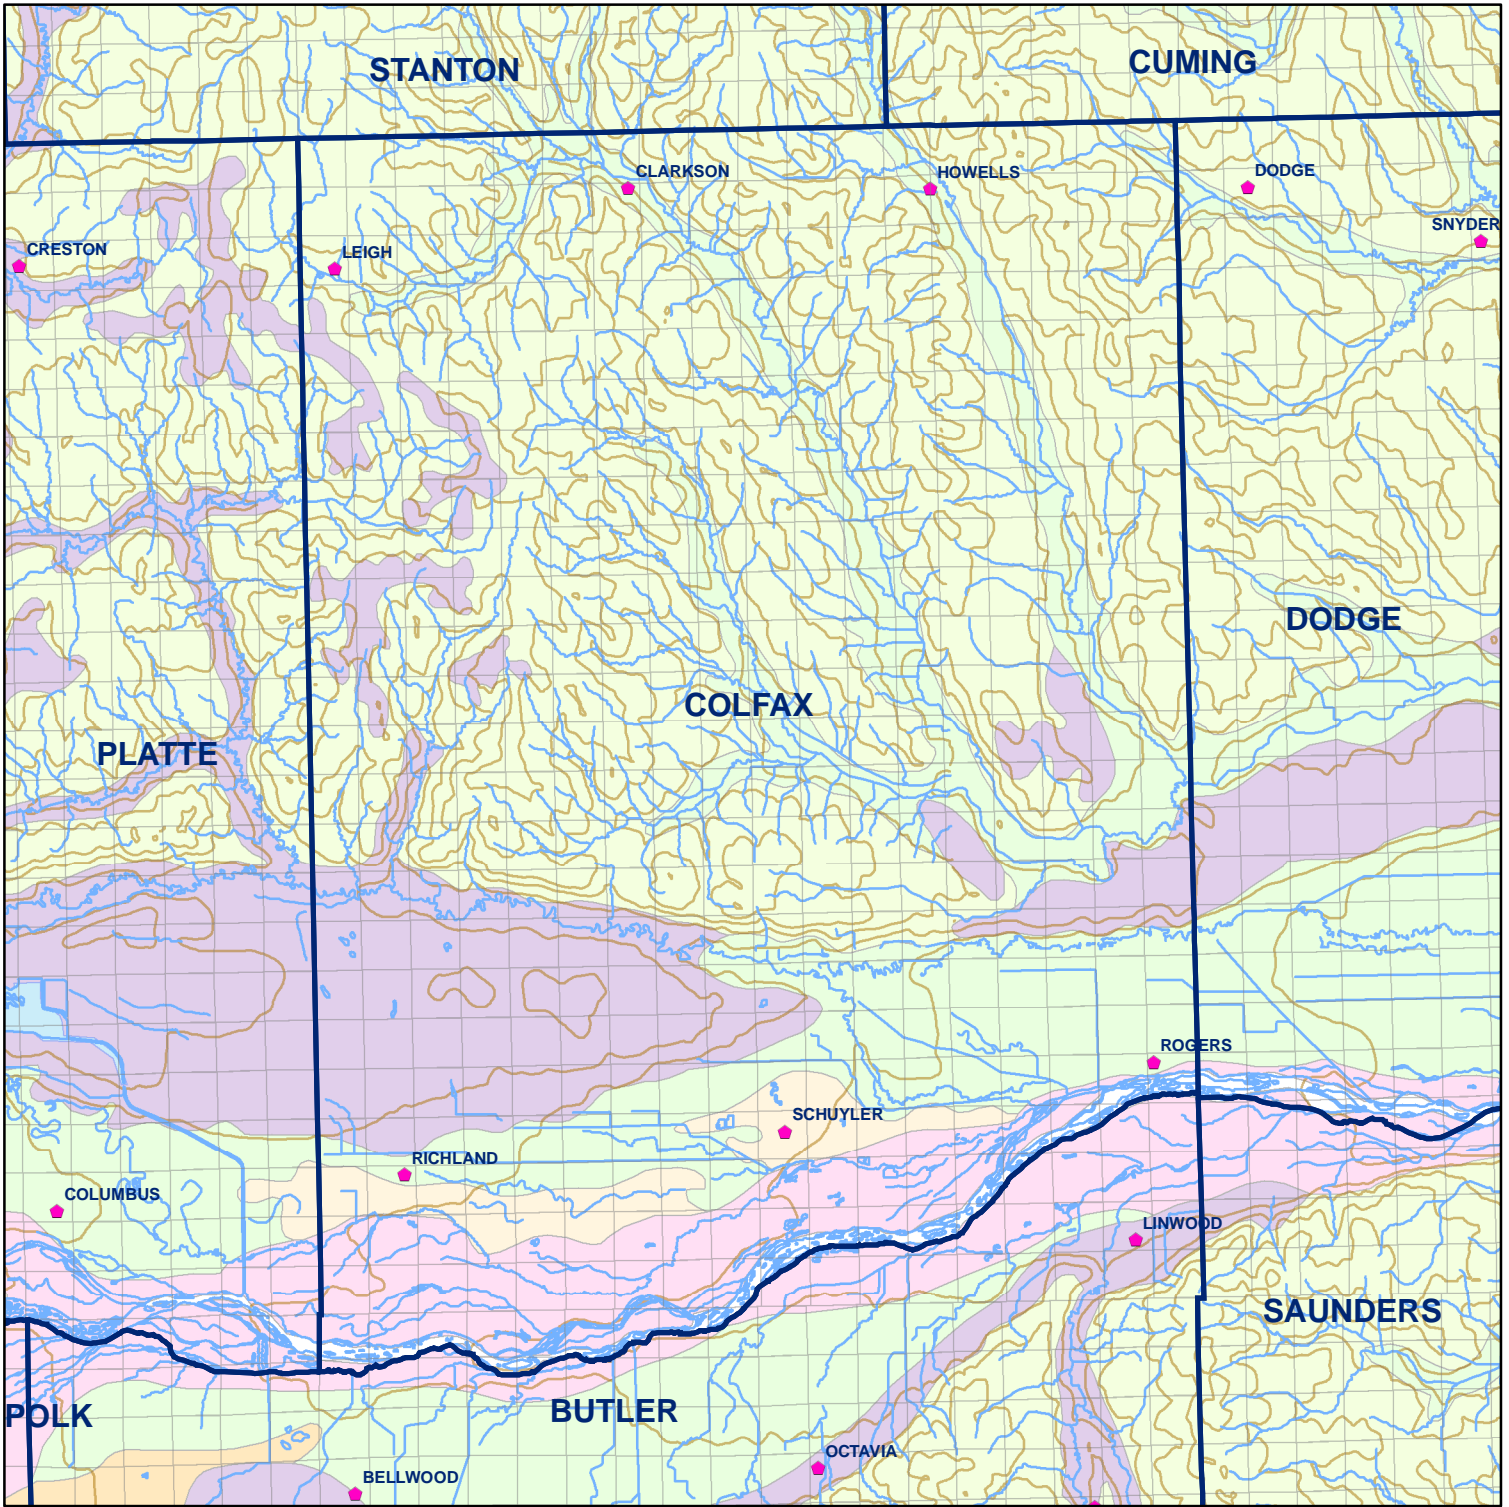 STANTON
CUMING
CLARKSON
HOWELLS
DODGE
SNYDER
CRESTON
LEIGH
DODGE
COLFAX
PLATTE
ROGERS
SCHUYLER
RICHLAND
COLUMBUS
LINWOOD
SAUNDERS
POLK
BUTLER
OCTAVIA
BELLWOOD